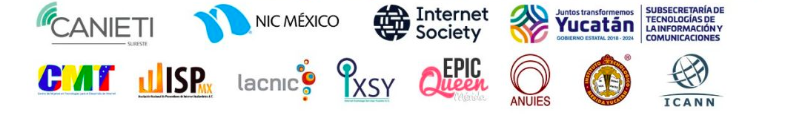 CANIETI
SURESTE
NIC MÉXICO
Internet
Society
Juntos transformemos
Yucatán
GOBIERNO ESTATAL 2018 - 2024
SUBSECRETARÍA DE
TECNOLOGÍAS DE
LA INFORMACIÓN Y
COMUNICACIONES
CMT
ISP MX
lacnic
IXSY
EPIC
Queen
ANUIES
ICANN